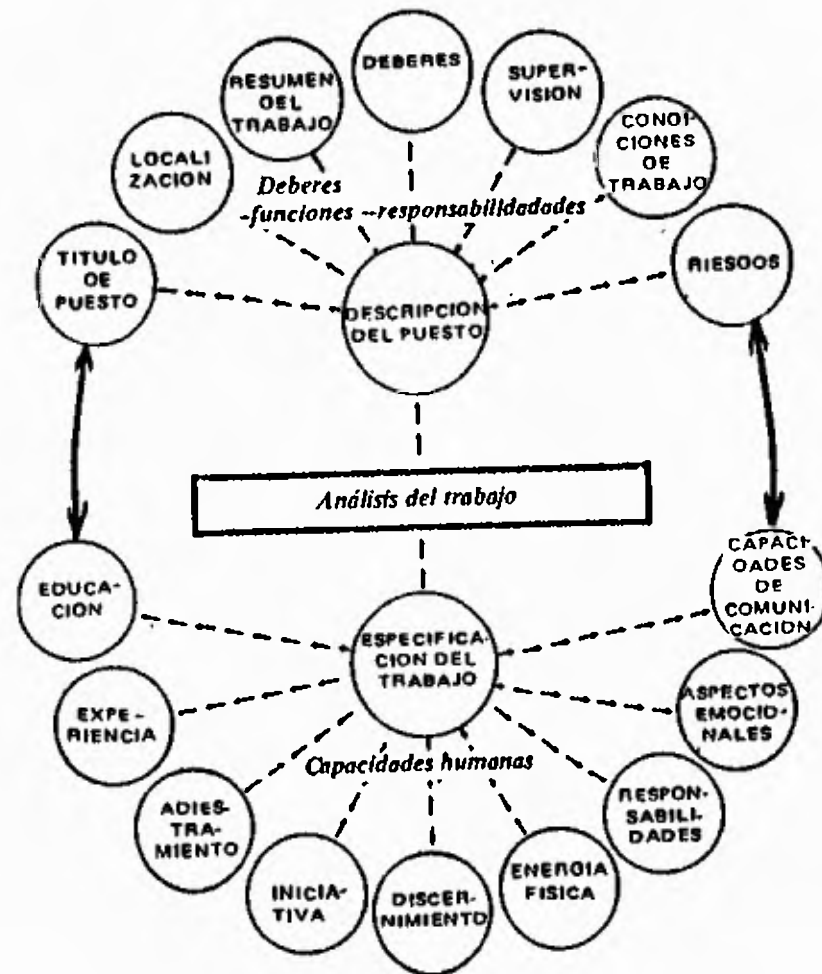 DEBERES
RESUMEN
DEL
TRABAJO
SUPER-
VISION
LOCALI
ZACION
CONDI-
CIONES
DE
TRABAJO
Deberes
-funciones -responsabilidadades
TITULO
DE
PUESTO
RIESGOS
DESCRIPCION
DEL PUESTO
Análisis del trabajo
EDUCA-
CION
CAPACI-
DADES
DE
COMUNI-
CACION
ESPECIFICA-
CION DEL
TRABAJO
EXPE-
RIENCIA
ASPECTOS
EMOCIO-
NALES
Capacidades humanas
ADIES-
TRA-
MIENTO
RESPON-
SABILI-
DADES
INICIA-
TIVA
DISCER-
NIMIENTO
ENERGIA
FISICA